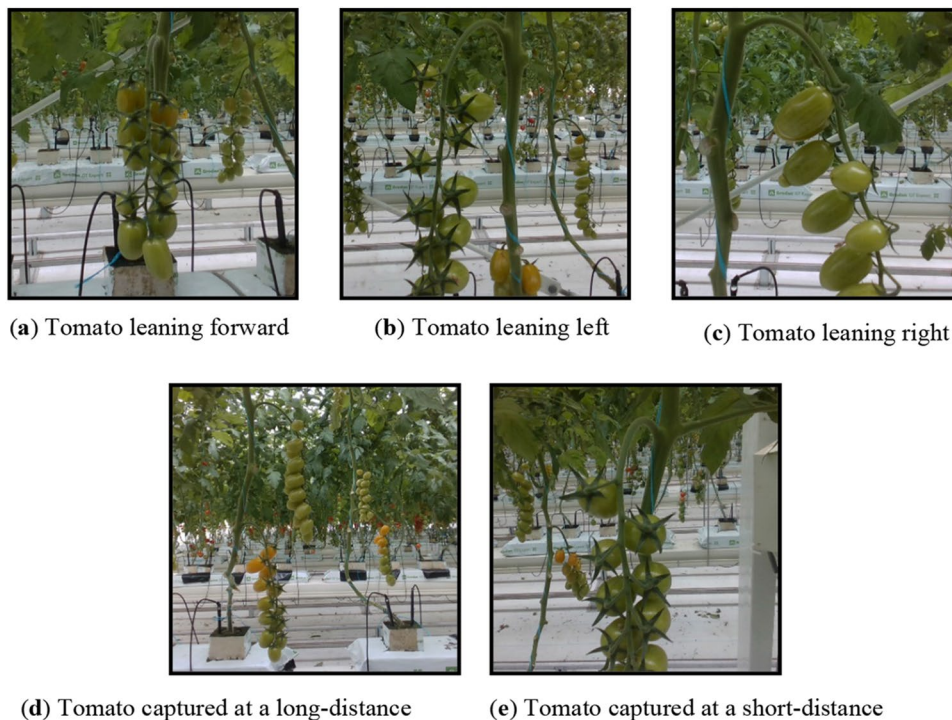 (a) Tomato leaning forward
(b) Tomato leaning left
(c) Tomato leaning right
(d) Tomato captured at a long-distance
(e) Tomato captured at a short-distance